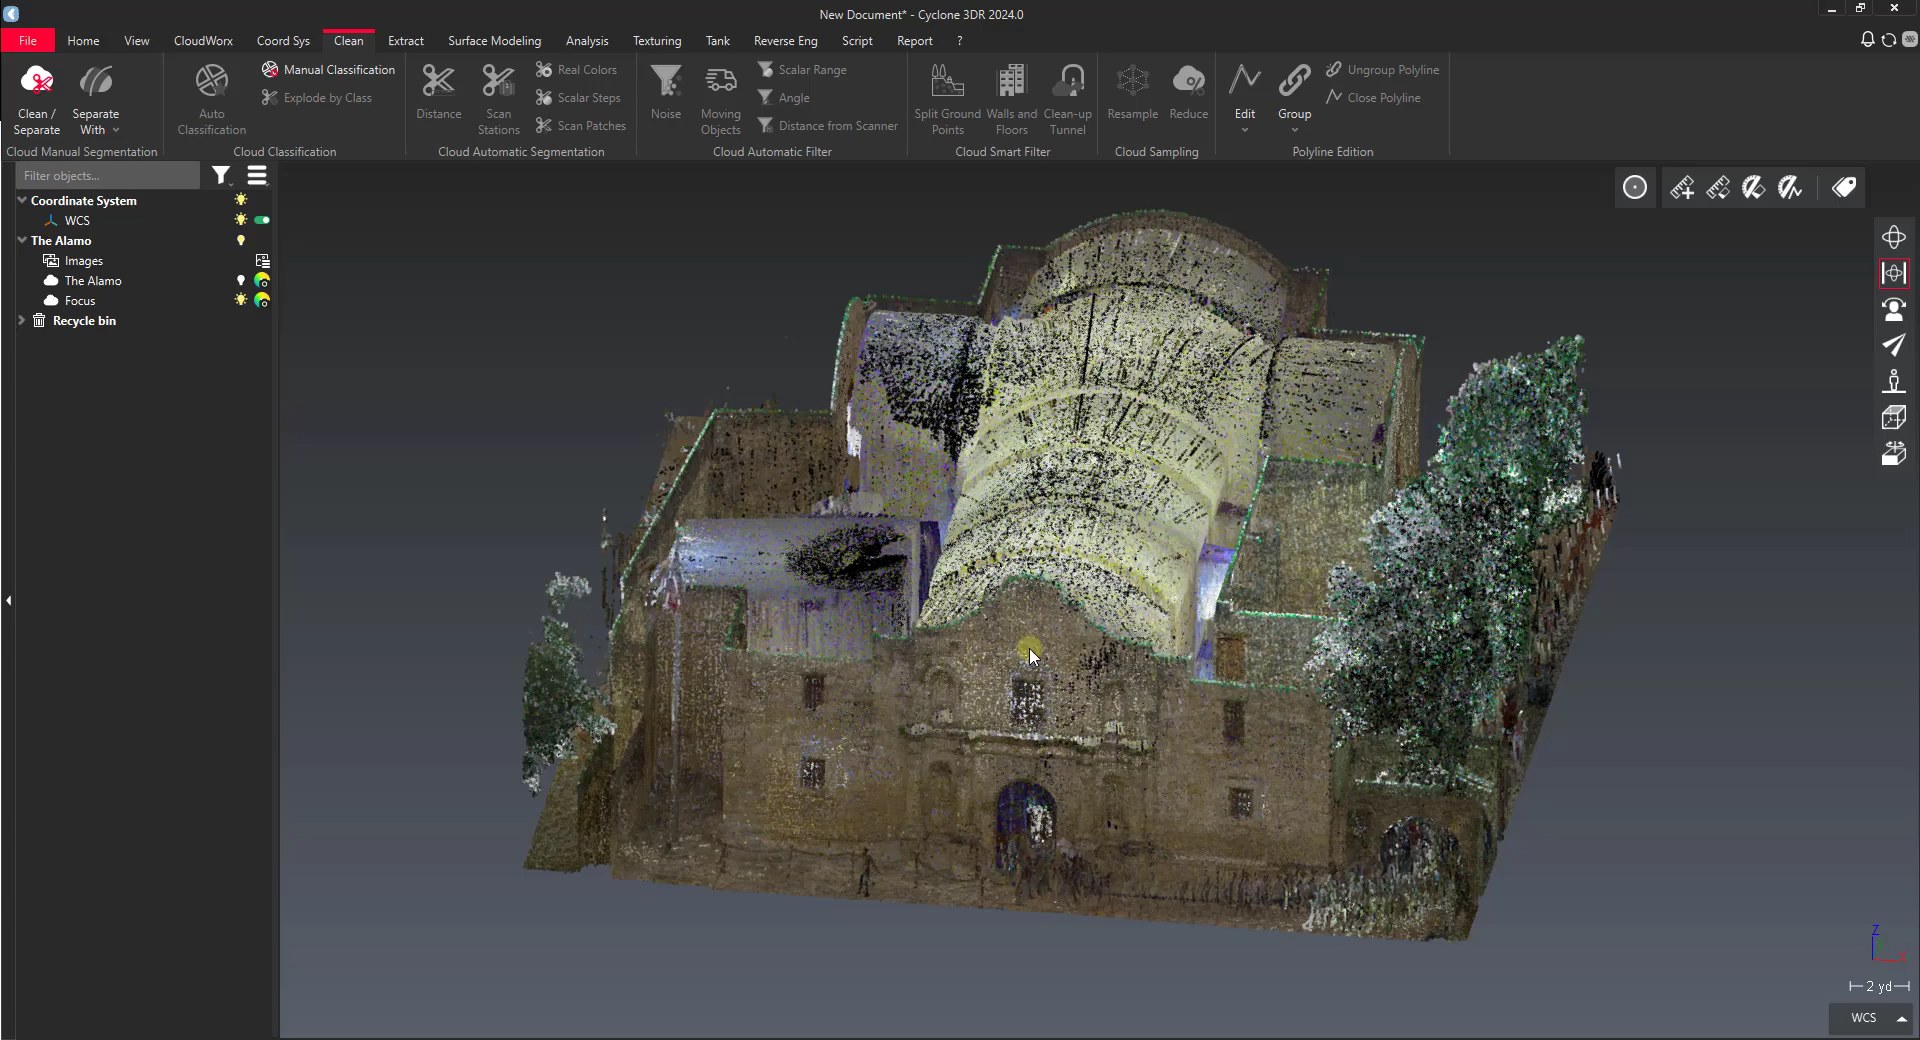 New Document* - Cyclone 3DR 2024.0
File Home View CloudWorx Coord Sys Clean Extract Surface Modeling Analysis Texturing Tank Reverse Eng Script Report ?
Clean / Separate
Separate With
Cloud Manual Segmentation
Auto Classification
Manual Classification
Explode by Class
Cloud Classification
Distance
Scan Stations
Real Colors
Scalar Steps
Scan Patches
Cloud Automatic Segmentation
Noise
Moving Objects
Scalar Range
Angle
Distance from Scanner
Cloud Automatic Filter
Split Ground Points
Walls and Floors
Clean-up Tunnel
Cloud Smart Filter
Resample
Reduce
Cloud Sampling
Edit
Group
Ungroup Polyline
Close Polyline
Polyline Edition
Filter objects...
Coordinate System
WCS
The Alamo
Images
The Alamo
Focus
Recycle bin
Z
2 yd
WCS